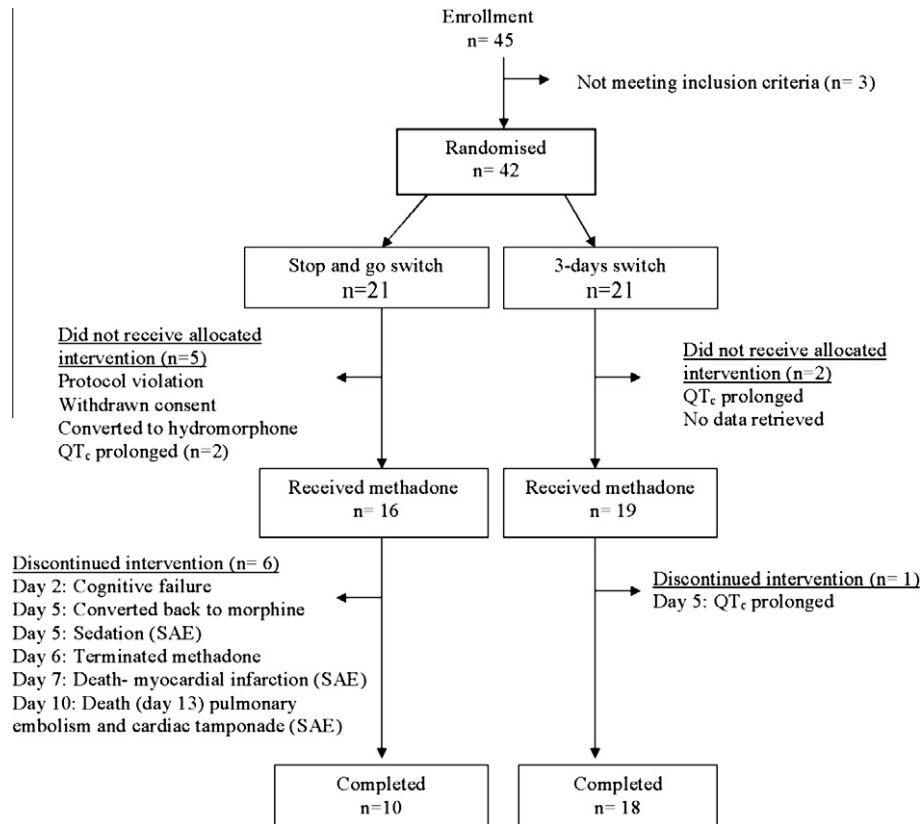 Enrollment
n= 45
Not meeting inclusion criteria (n= 3)
Randomised
n= 42
Stop and go switch
n=21
3-days switch
n=21
Did not receive allocated
intervention (n=5)
Protocol violation
Withdrawn consent
Converted to hydromorphone
QTc prolonged (n=2)
Did not receive allocated
intervention (n=2)
QTc prolonged
No data retrieved
Received methadone
n= 16
Received methadone
n= 19
Discontinued intervention (n= 6)
Day 2: Cognitive failure
Day 5: Converted back to morphine
Day 5: Sedation (SAE)
Day 6: Terminated methadone
Day 7: Death- myocardial infarction (SAE)
Day 10: Death (day 13) pulmonary
embolism and cardiac tamponade (SAE)
Discontinued intervention (n= 1)
Day 5: QTc prolonged
Completed
n=10
Completed
n=18